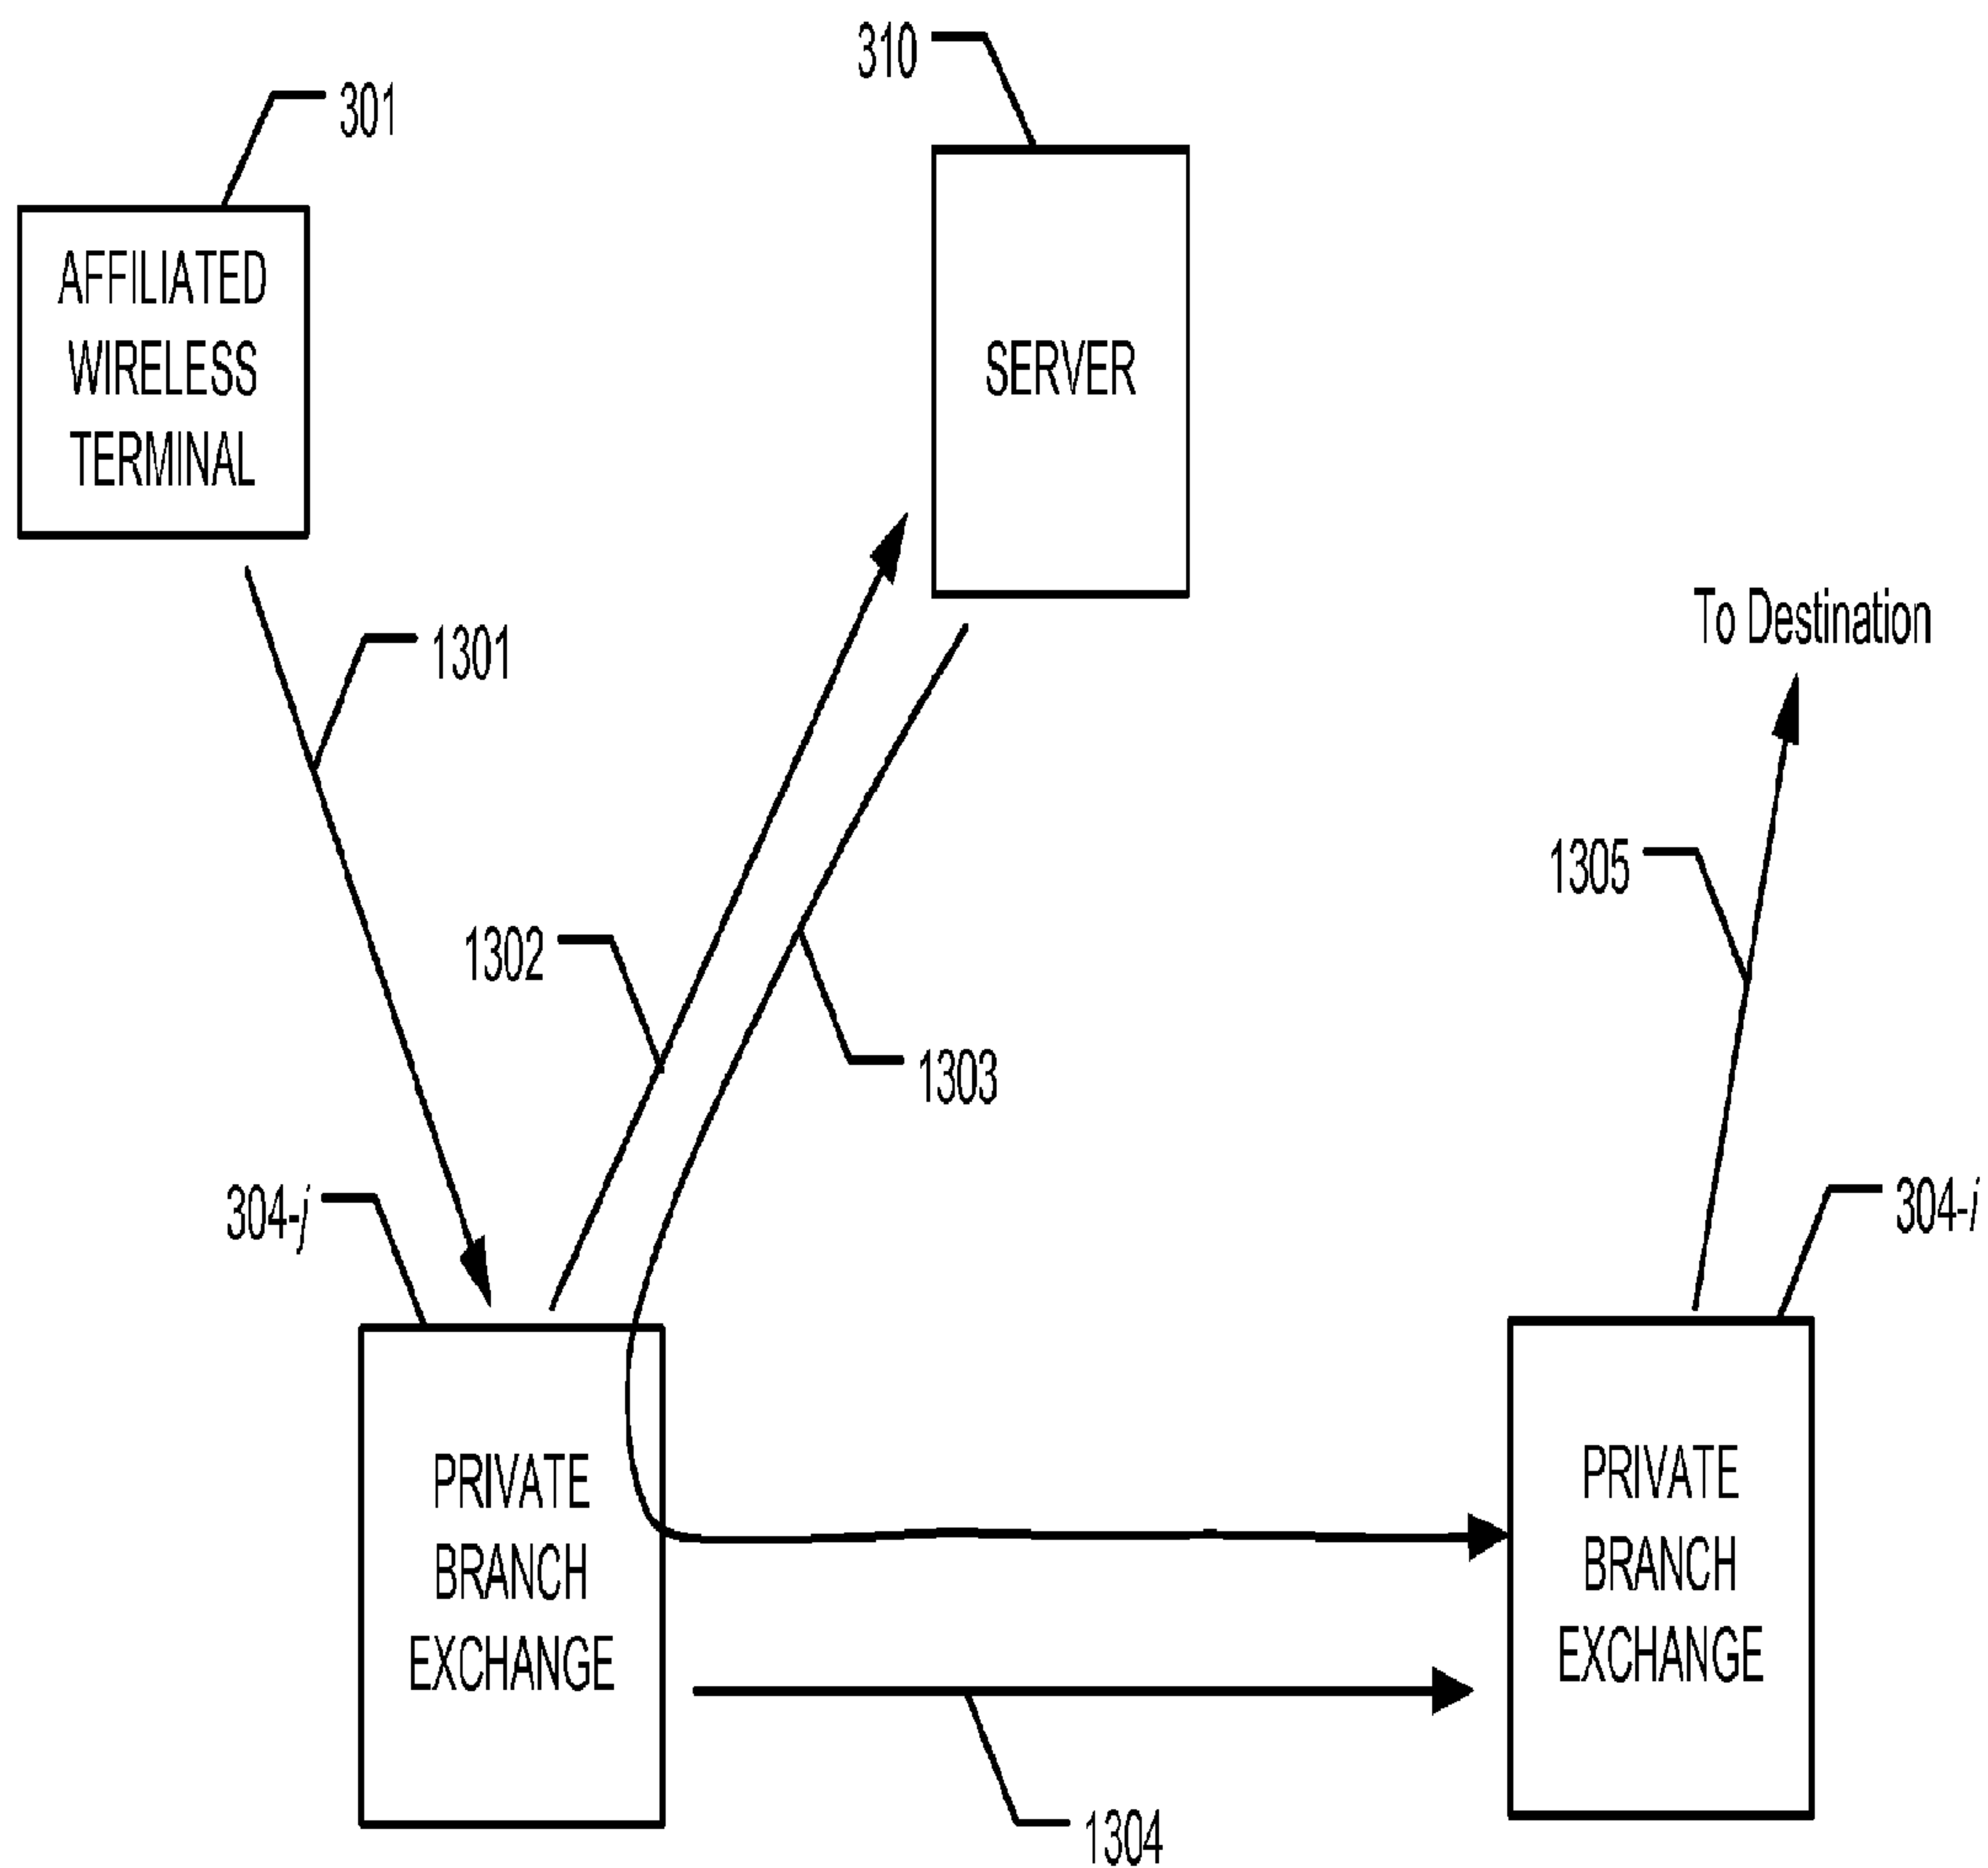 310
301
AFFILIATED
WIRELESS
TERMINAL
SERVER
To Destination
1301
1305
1302
1303
304-j
304-i
PRIVATE
BRANCH
EXCHANGE
PRIVATE
BRANCH
EXCHANGE
1304